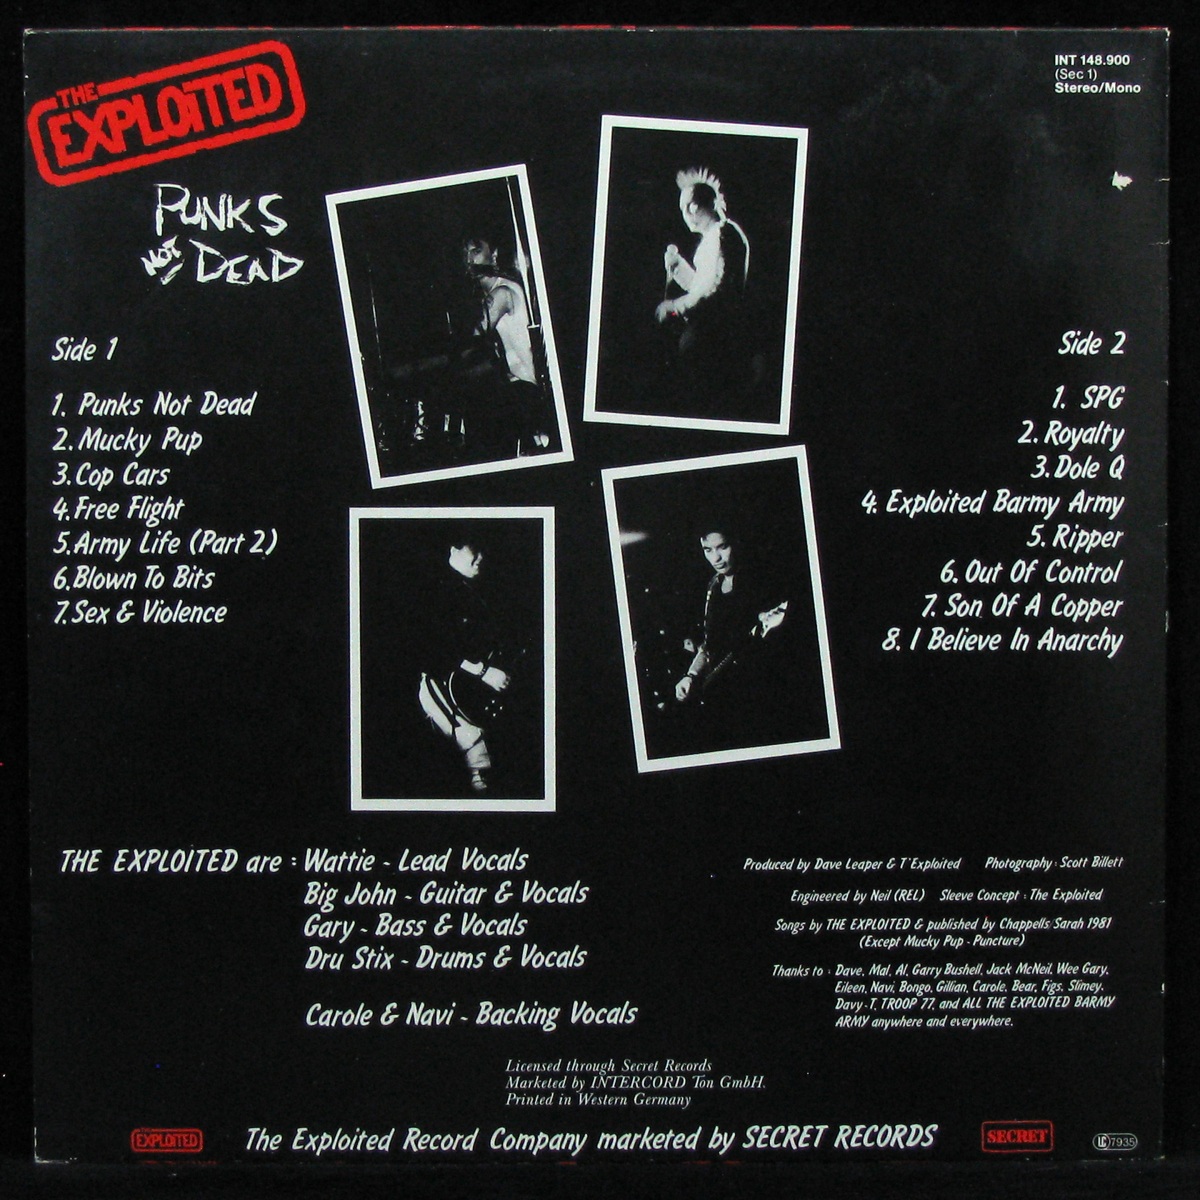 THE
EXPLOITED
PUNKS
NOT DEAD
INT 148.900
(Sec 1)
Stereo/Mono
Side 1
1. Punks Not Dead
2. Mucky Pup
3. Cop Cars
4. Free Flight
5. Army Life (Part 2)
6. Blown To Bits
7. Sex & Violence
Side 2
1. SPG
2. Royalty
3. Dole Q
4. Exploited Barmy Army
5. Ripper
6. Out Of Control
7. Son Of A Copper
8. I Believe In Anarchy
THE EXPLOITED are : Wattie - Lead Vocals
Big John - Guitar & Vocals
Gary - Bass & Vocals
Dru Stix - Drums & Vocals
Carole & Navi - Backing Vocals
Produced by Dave Leaper & T'Exploited Photography : Scott Billett
Engineered by Neil (REL) Sleeve Concept : The Exploited
Songs by THE EXPLOITED & published by Chappells Sarah 1981
(Except Mucky Pup - Puncture)
Thanks to : Dave, Mal, Al, Garry Bushell, Jack McNeil, Wee Gary,
Eileen, Navi, Bongo, Gillian, Carole, Bear, Figs, Slimey,
Davy-T, TROOP 77, and ALL THE EXPLOITED BARMY
ARMY anywhere and everywhere.
Licensed through Secret Records
Marketed by INTERCORD Ton GmbH.
Printed in Western Germany
EXPLOITED
The Exploited Record Company marketed by SECRET RECORDS
SECRET
LC 7935